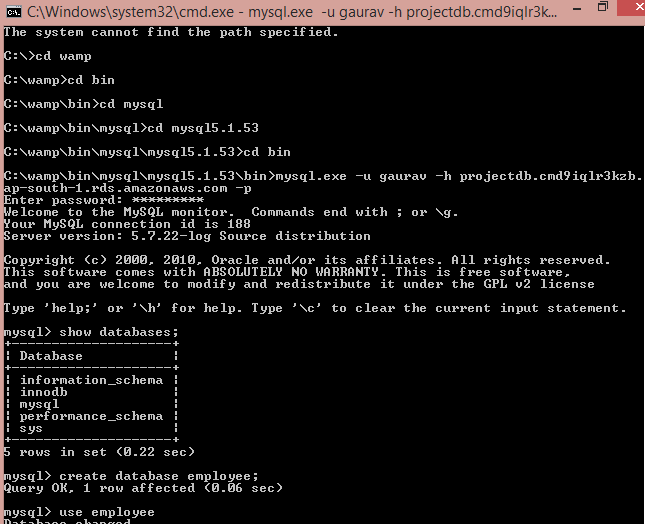 C:\Windows\system32\cmd.exe - mysql.exe -u gaurav -h projectdb.cmd9iqlr3k...
The system cannot find the path specified.
C:\>cd wamp
C:\wamp>cd bin
C:\wamp\bin>cd mysql
C:\wamp\bin\mysql>cd mysql5.1.53
C:\wamp\bin\mysql\mysql5.1.53>cd bin
C:\wamp\bin\mysql\mysql5.1.53\bin>mysql.exe -u gaurav -h projectdb.cmd9iqlr3kzb.
ap-south-1.rds.amazonaws.com -p
Enter password: *********
Welcome to the MySQL monitor.  Commands end with ; or \g.
Your MySQL connection id is 188
Server version: 5.7.22-log Source distribution
Copyright (c) 2000, 2010, Oracle and/or its affiliates. All rights reserved.
This software comes with ABSOLUTELY NO WARRANTY. This is free software,
and you are welcome to modify and redistribute it under the GPL v2 license
Type 'help;' or '\h' for help. Type '\c' to clear the current input statement.
mysql> show databases;
+--------------------+
| Database           |
+--------------------+
| information_schema |
| innodb             |
| mysql              |
| performance_schema |
| sys                |
+--------------------+
5 rows in set (0.22 sec)
mysql> create database employee;
Query OK, 1 row affected (0.06 sec)
mysql> use employee
Database changed